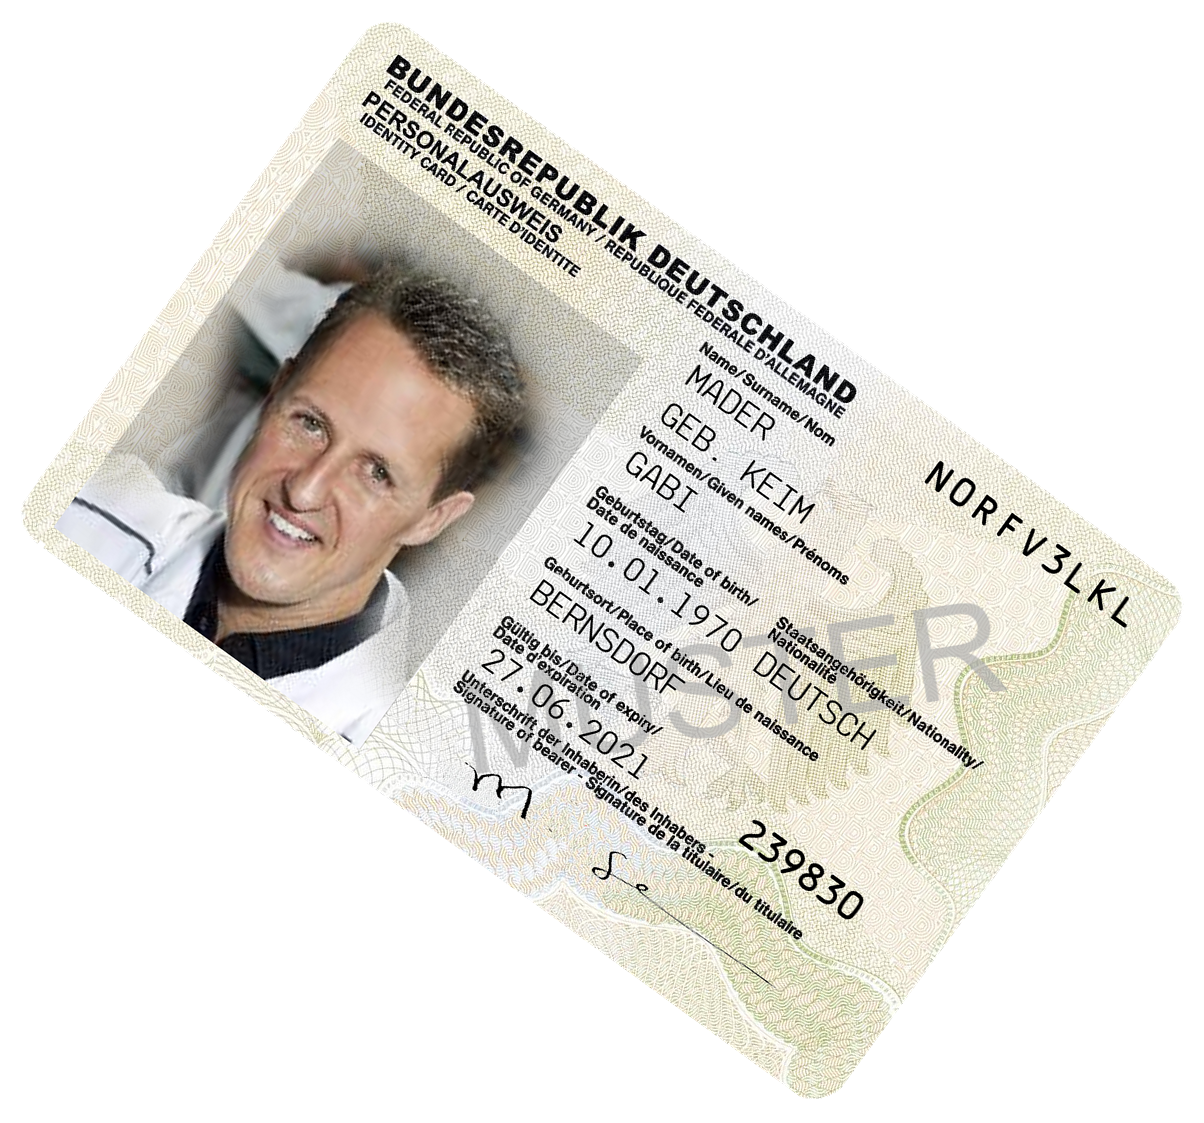 BUNDESREPUBLIK DEUTSCHLAND
FEDERAL REPUBLIC OF GERMANY / REPUBLIQUE FEDERALE D'ALLEMAGNE
PERSONALAUSWEIS
IDENTITY CARD / CARTE D'IDENTITE
NORFV3LKL
Name/Surname/Nom
MADER
GEB. KEIM
Vornamen/Given names/Prénoms
GABI
Geburtstag/Date of birth/
Date de naissance
10.01.1970
Staatsangehörigkeit/Nationality/
Nationalité
DEUTSCH
Geburtsort/Place of birth/Lieu de naissance
BERNSDORF
Gültig bis/Date of expiry/
Date d'expiration
27.06.2021
239830
Unterschrift der Inhaberin/des Inhabers -
Signature of bearer - Signature de la titulaire/du titulaire
MUSTER